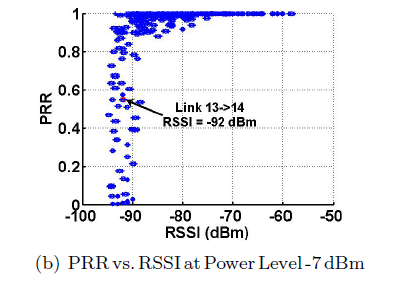 1
0.8
0.6
0.4
0.2
0
PRR
Link 13->14
RSSI = -92 dBm
-100 -90 -80 -70 -60 -50
RSSI (dBm)
(b) PRR vs. RSSI at Power Level -7 dBm